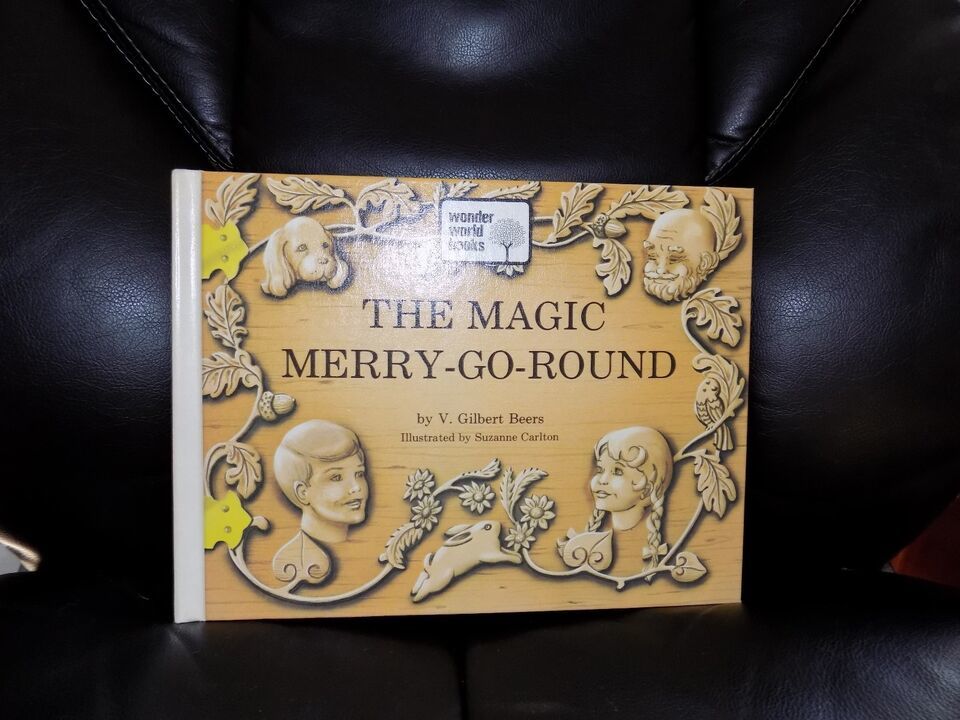 wonder
world
books
THE MAGIC
MERRY-GO-ROUND
by V. Gilbert Beers
Illustrated by Suzanne Carlton